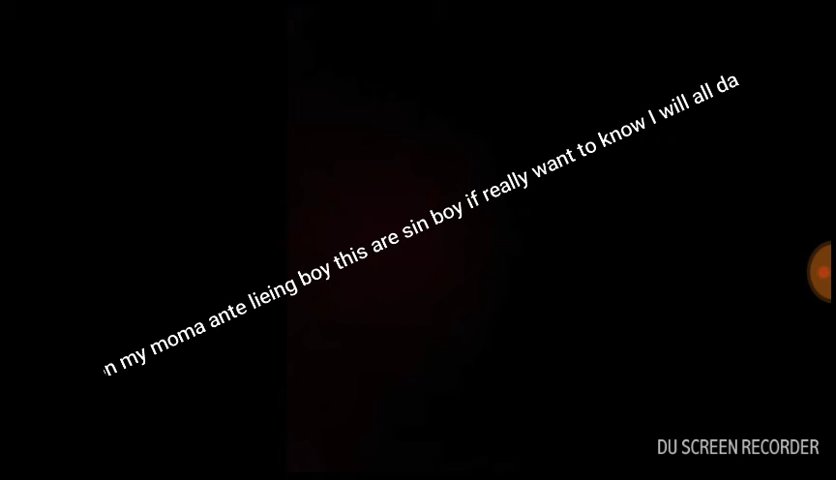 n my moma ante lieing boy this are sin boy if really want to know I will all da
DU SCREEN RECORDER